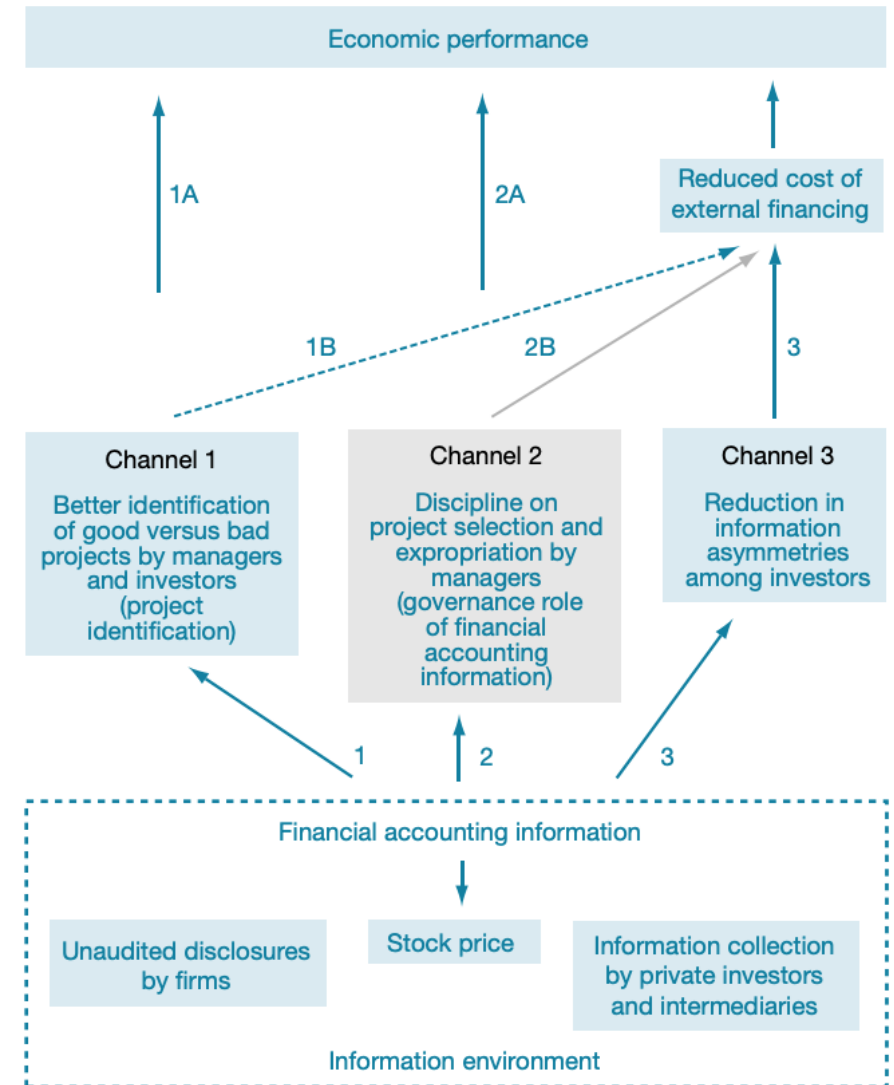 Economic performance
1A
2A
Reduced cost of
external financing
1B
2B
3
Channel 1
Better identification
of good versus bad
projects by managers
and investors
(project
identification)
Channel 2
Discipline on
project selection and
expropriation by
managers
(governance role
of financial
accounting
information)
Channel 3
Reduction in
information
asymmetries
among investors
1
2
3
Financial accounting information
Unaudited disclosures
by firms
Stock price
Information collection
by private investors
and intermediaries
Information environment